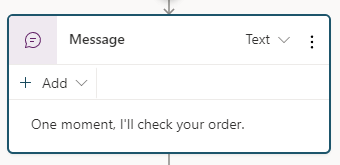 Message Text
+ Add
One moment, I'll check your order.